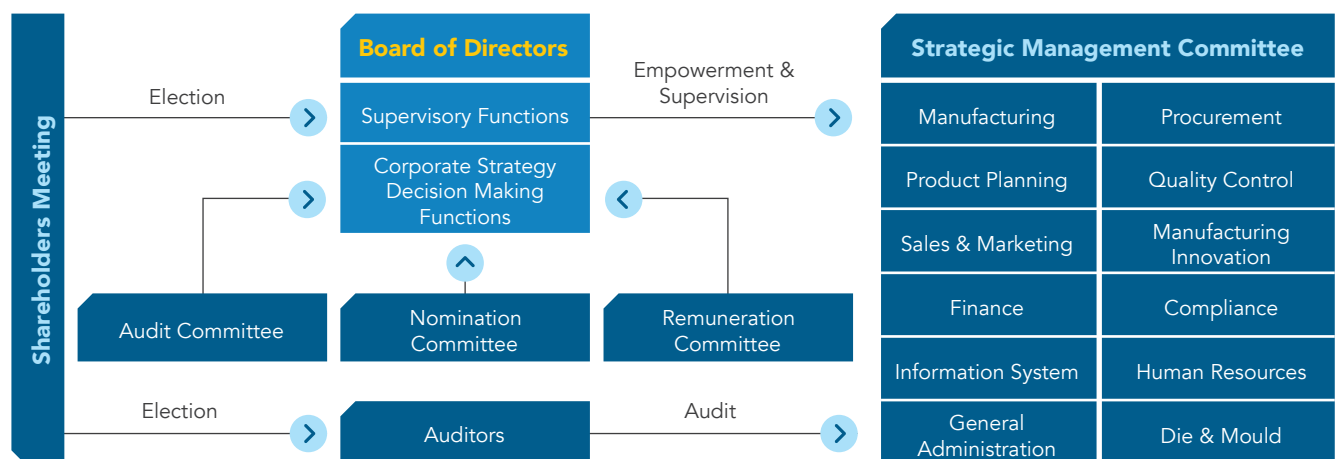 Shareholders Meeting
Election
Board of Directors
Supervisory Functions
Corporate Strategy
Decision Making
Functions
Empowerment &
Supervision
Audit Committee
Nomination
Committee
Remuneration
Committee
Election
Auditors
Audit
Strategic Management Committee
Manufacturing
Procurement
Product Planning
Quality Control
Sales & Marketing
Manufacturing
Innovation
Finance
Compliance
Information System
Human Resources
General
Administration
Die & Mould